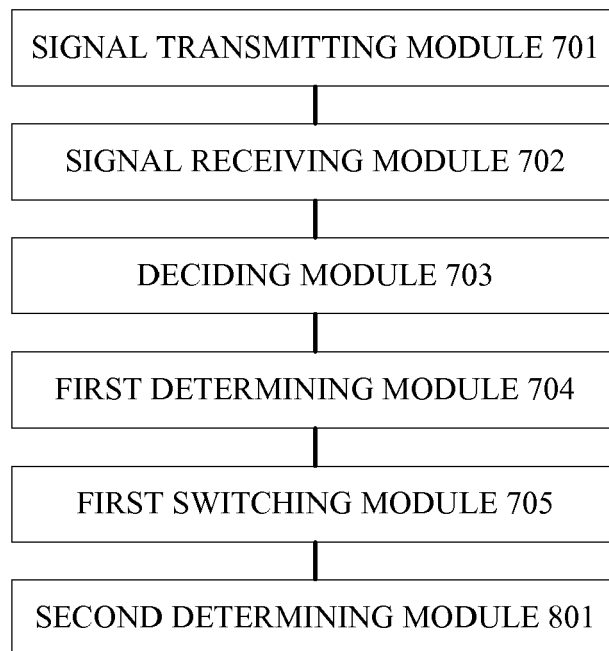 SIGNAL TRANSMITTING MODULE 701
SIGNAL RECEIVING MODULE 702
DECIDING MODULE 703
FIRST DETERMINING MODULE 704
FIRST SWITCHING MODULE 705
SECOND DETERMINING MODULE 801